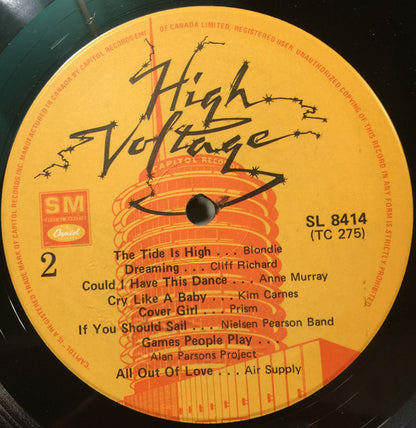 MANUFACTURED IN CANADA BY CAPITOL RECORDS-EMI OF CANADA LIMITED, REGISTERED USER. UNAUTHORIZED COPYING OF THIS RECORD IN ANY FORM IS STRICTLY PROHIBITED.
High
Voltage
CAPITOL RECORDS
SM
Capitol
SL 8414
(TC 275)
2
The Tide Is High . . . Blondie
Dreaming . . . Cliff Richard
Could I Have This Dance . . . Anne Murray
Cry Like A Baby . . . Kim Carnes
Cover Girl . . . Prism
If You Should Sail . . . Nielsen Pearson Band
Games People Play . . .
Alan Parsons Project
All Out Of Love . . . Air Supply
"CAPITOL" IS A REGISTERED TRADE MARK OF CAPITOL RECORDS INC.